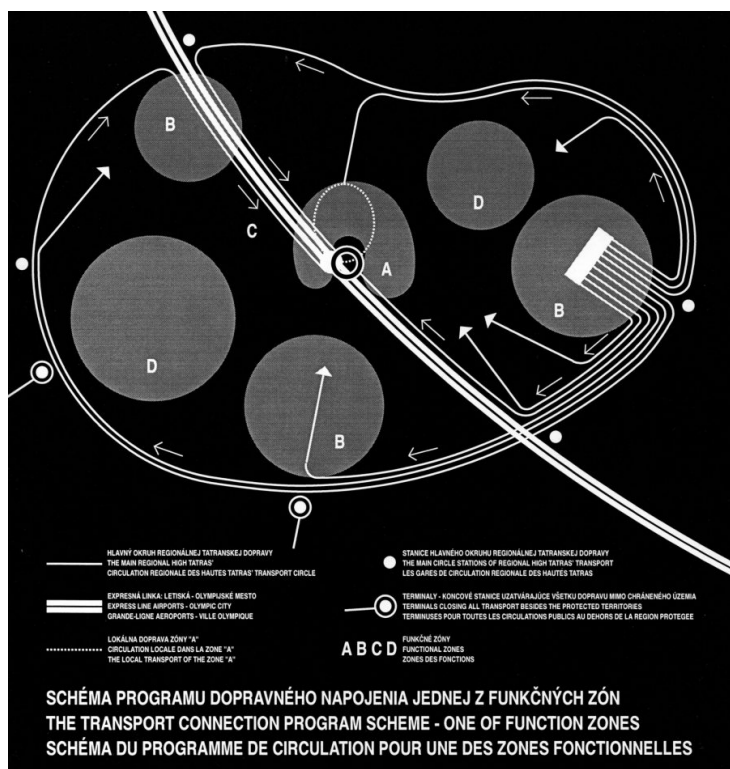 B
D
C
A
B
D
B
HLAVNÝ OKRUH REGIONÁLNEJ TATRANSKEJ DOPRAVY
THE MAIN REGIONAL HIGH TATRAS'
CIRCULATION REGIONALE DES HAUTES TATRAS' TRANSPORT CIRCLE
EXPRESNÁ LINKA: LETISKÁ - OLYMPIJSKÉ MESTO
EXPRESS LINE AIRPORTS - OLYMPIC CITY
GRANDE-LIGNE AEROPORTS - VILLE OLYMPIQUE
LOKÁLNA DOPRAVA ZÓNY "A"
CIRCULATION LOCALE DANS LA ZONE "A"
THE LOCAL TRANSPORT OF THE ZONE "A"
STANICE HLAVNÉHO OKRUHU REGIONÁLNEJ TATRANSKEJ DOPRAVY
THE MAIN CIRCLE STATIONS OF REGIONAL HIGH TATRAS' TRANSPORT
LES GARES DE CIRCULATION REGIONALE DES HAUTES TATRAS
TERMINALY - KONCOVÉ STANICE UZATVÁRAJÚCE VŠETKU DOPRAVU MIMO CHRÁNENÉHO ÚZEMIA
TERMINALS CLOSING ALL TRANSPORT BESIDES THE PROTECTED TERRITORIES
TERMINUSES POUR TOUTES LES CIRCULATIONS PUBLICS AU DEHORS DE LA REGION PROTEGEE
A B C D
FUNKČNÉ ZÓNY
FUNCTIONAL ZONES
ZONES DES FONCTIONS
SCHÉMA PROGRAMU DOPRAVNÉHO NAPOJENIA JEDNEJ Z FUNKČNÝCH ZÓN
THE TRANSPORT CONNECTION PROGRAM SCHEME - ONE OF FUNCTION ZONES
SCHÉMA DU PROGRAMME DE CIRCULATION POUR UNE DES ZONES FONCTIONNELLES